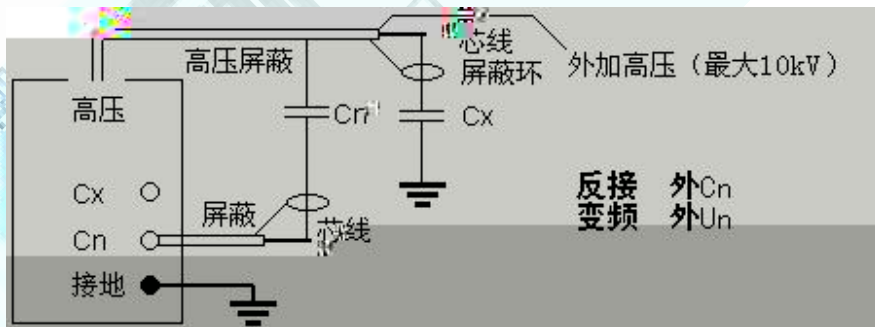 芯线
高压屏蔽
屏蔽环
外加高压（最大10kV）
高压
Cn
Cx
Cx
反接 外Cn
变频 外Un
屏蔽
芯线
Cn
接地